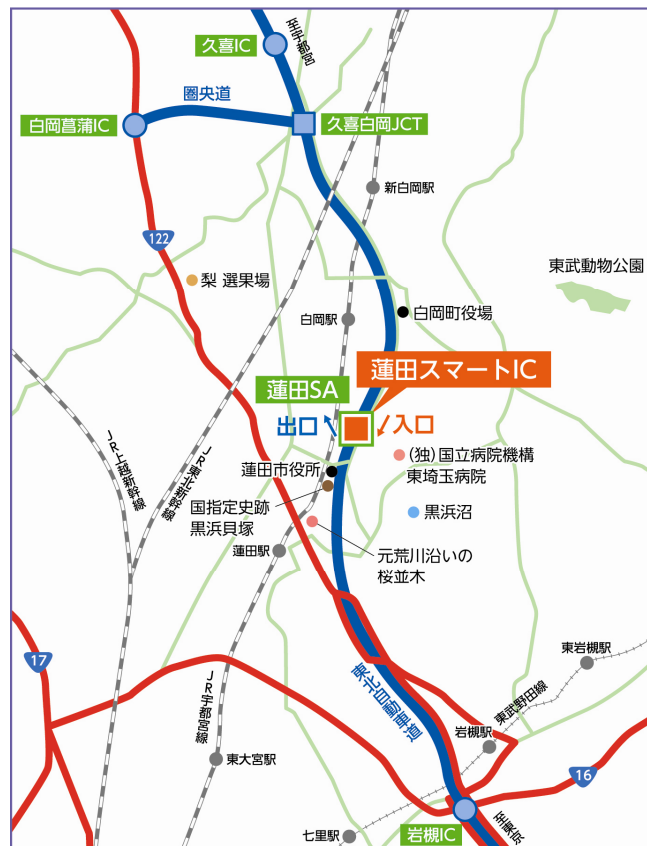 久喜IC
至宇都宮
圏央道
白岡菖蒲IC
久喜白岡JCT
新白岡駅
122
梨 選果場
東武動物公園
白岡駅
白岡町役場
蓮田スマートIC
蓮田SA
出口
入口
JR上越新幹線
JR東北新幹線
蓮田市役所
(独)国立病院機構
東埼玉病院
国指定史跡
黒浜貝塚
黒浜沼
蓮田駅
元荒川沿いの
桜並木
17
JR宇都宮線
東北自動車道
東武野田線
東岩槻駅
岩槻駅
東大宮駅
16
七里駅
岩槻IC
至東京